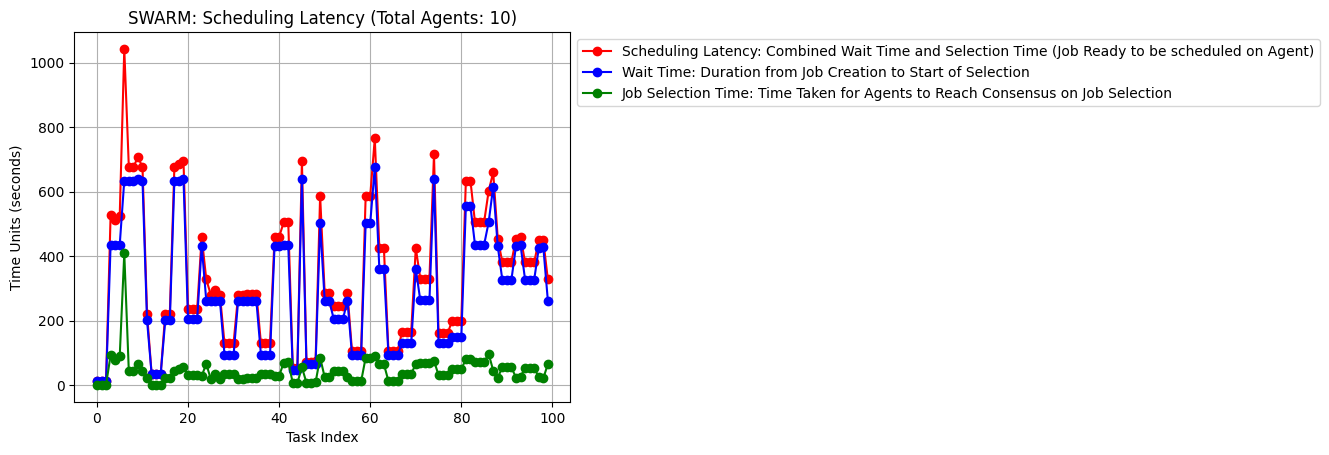 SWARM: Scheduling Latency (Total Agents: 10)
Scheduling Latency: Combined Wait Time and Selection Time (Job Ready to be scheduled on Agent)
Wait Time: Duration from Job Creation to Start of Selection
Job Selection Time: Time Taken for Agents to Reach Consensus on Job Selection
Time Units (seconds)
1000
800
600
400
200
0
0 20 40 60 80 100
Task Index